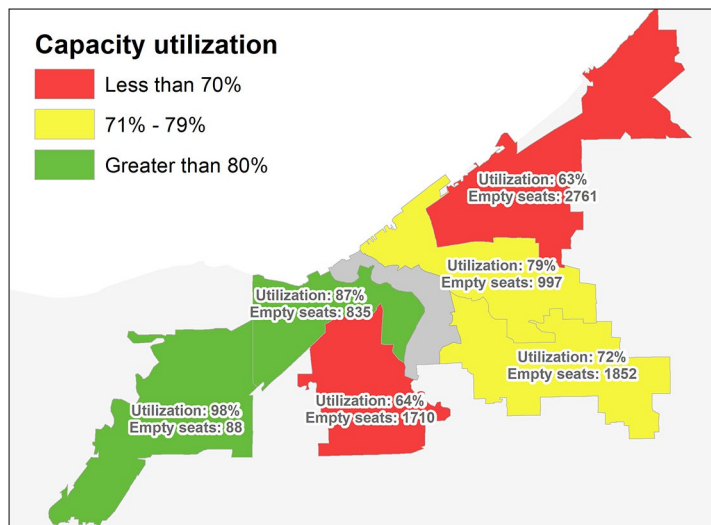 Capacity utilization
Less than 70%
71% - 79%
Greater than 80%
Utilization: 63%
Empty seats: 2761
Utilization: 79%
Empty seats: 997
Utilization: 87%
Empty seats: 835
Utilization: 72%
Empty seats: 1852
Utilization: 98%
Empty seats: 88
Utilization: 64%
Empty seats: 1710